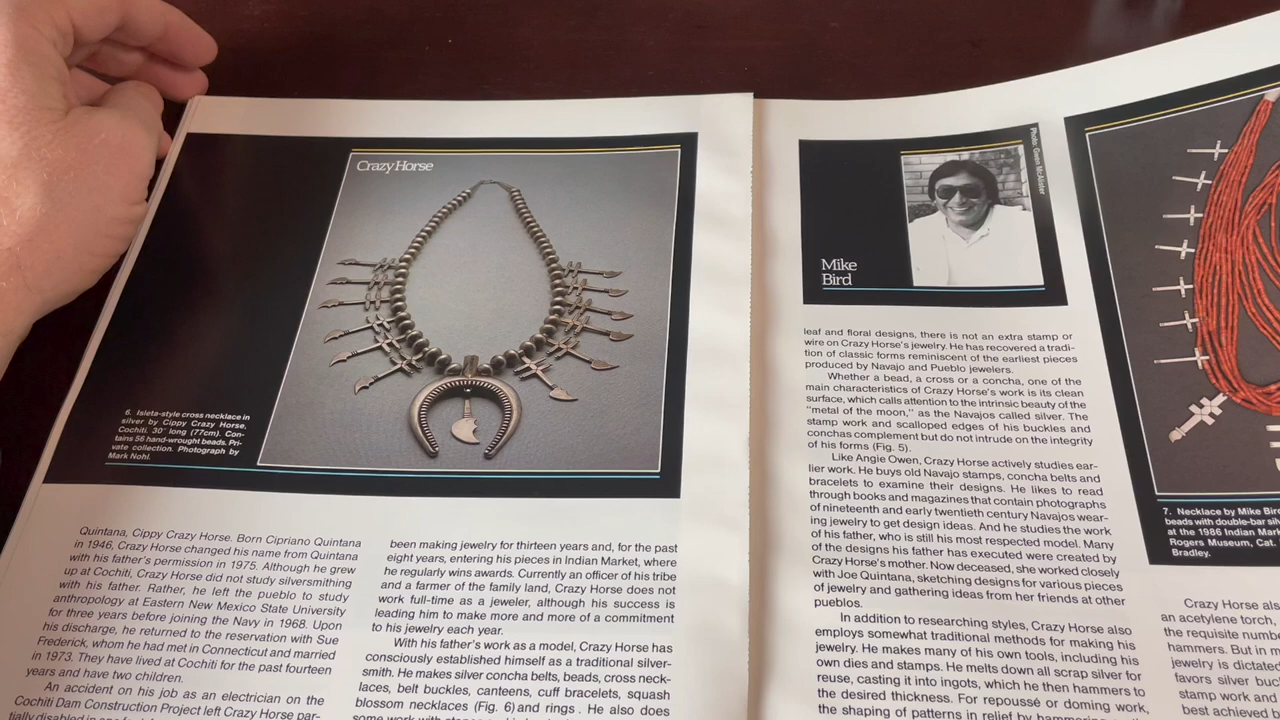 Crazy Horse
6. Isleta-style cross necklace in
silver by Cippy Crazy Horse,
Cochiti. 30" long (77cm). Con-
tains 56 hand-wrought beads. Pri-
vate collection. Photograph by
Mark Nohl.
Quintana, Cippy Crazy Horse. Born Cipriano Quintana
in 1946, Crazy Horse changed his name from Quintana
with his father's permission in 1975. Although he grew
up at Cochiti, Crazy Horse did not study silversmithing
with his father. Rather, he left the pueblo to study
anthropology at Eastern New Mexico State University
for three years before joining the Navy in 1968. Upon
his discharge, he returned to the reservation with Sue
Frederick, whom he had met in Connecticut and married
in 1973. They have lived at Cochiti for the past fourteen
years and have two children.
An accident on his job as an electrician on the
Cochiti Dam Construction Project left Crazy Horse par-
tially disabled in
been making jewelry for thirteen years and, for the past
eight years, entering his pieces in Indian Market, where
he regularly wins awards. Currently an officer of his tribe
and a farmer of the family land, Crazy Horse does not
work full-time as a jeweler, although his success is
leading him to make more and more of a commitment
to his jewelry each year.
With his father's work as a model, Crazy Horse has
consciously established himself as a traditional silver-
smith. He makes silver concha belts, beads, cross neck-
laces, belt buckles, canteens, cuff bracelets, squash
blossom necklaces (Fig. 6) and rings . He also does
some work with
Photo: Gwen McAllister
Mike
Bird
leaf and floral designs, there is not an extra stamp or
wire on Crazy Horse's jewelry. He has recovered a tradi-
tion of classic forms reminiscent of the earliest pieces
produced by Navajo and Pueblo jewelers.
Whether a bead, a cross or a concha, one of the
main characteristics of Crazy Horse's work is its clean
surface, which calls attention to the intrinsic beauty of the
"metal of the moon," as the Navajos called silver. The
stamp work and scalloped edges of his buckles and
conchas complement but do not intrude on the integrity
of his forms (Fig. 5).
Like Angie Owen, Crazy Horse actively studies ear-
lier work. He buys old Navajo stamps, concha belts and
bracelets to examine their designs. He likes to read
through books and magazines that contain photographs
of nineteenth and early twentieth century Navajos wear-
ing jewelry to get design ideas. And he studies the work
of his father, who is still his most respected model. Many
of the designs his father has executed were created by
Crazy Horse's mother. Now deceased, she worked closely
with Joe Quintana, sketching designs for various pieces
of jewelry and gathering ideas from her friends at other
pueblos.
In addition to researching styles, Crazy Horse also
employs somewhat traditional methods for making his
jewelry. He makes many of his own tools, including his
own dies and stamps. He melts down all scrap silver for
reuse, casting it into ingots, which he then hammers to
the desired thickness. For repoussé or doming work,
the shaping of patterns in relief by
7. Necklace by Mike Bird
beads with double-bar
at the 1986 Indian
Rogers Museum, Cat.
Bradley.
Crazy Horse
an acetylene torch,
the requisite
hammers. But in
jewelry is
favors silver
stamp work and
best achieved